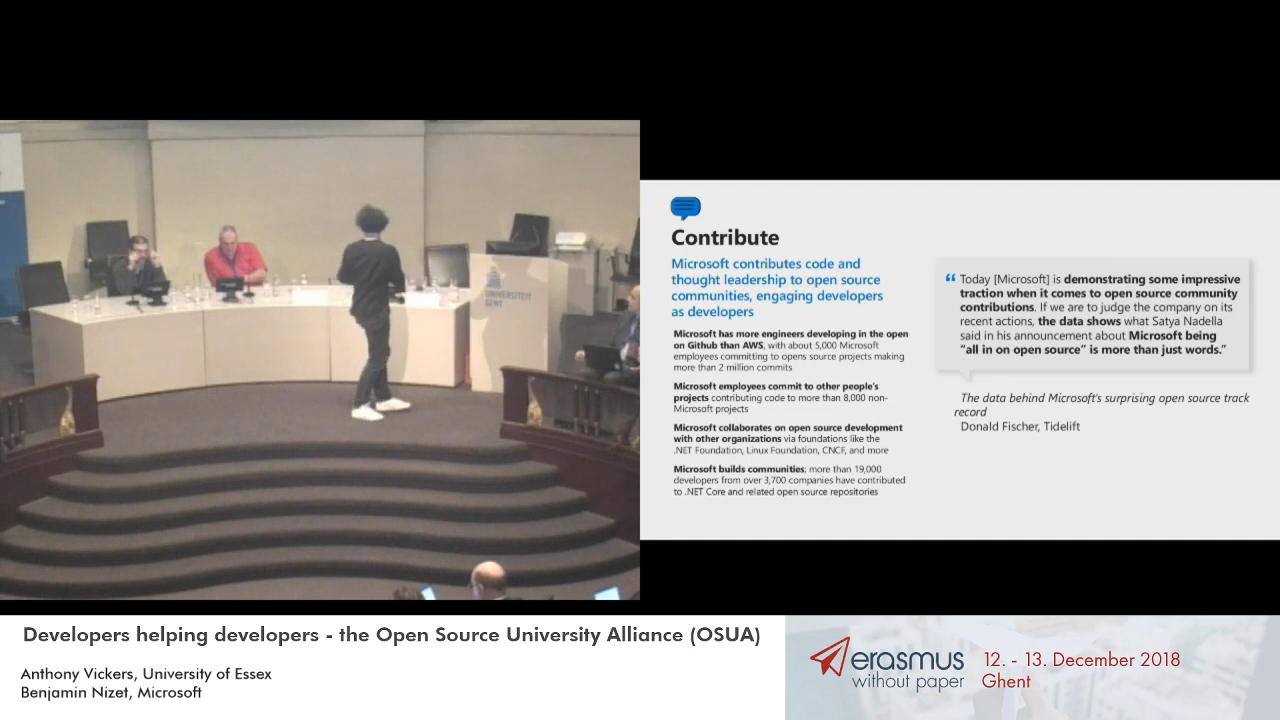 UNIVERSITEIT
GENT
Contribute
Microsoft contributes code and
thought leadership to open source
communities, engaging developers
as developers
Microsoft has more engineers developing in the open
on Github than AWS, with about 5,000 Microsoft
employees committing to opens source projects making
more than 2 million commits
Microsoft employees commit to other people's
projects contributing code to more than 8,000 non-
Microsoft projects
Microsoft collaborates on open source development
with other organizations via foundations like the
.NET Foundation, Linux Foundation, CNCF, and more
Microsoft builds communities; more than 19,000
developers from over 3,700 companies have contributed
to .NET Core and related open source repositories
“ Today [Microsoft] is demonstrating some impressive
traction when it comes to open source community
contributions. If we are to judge the company on its
recent actions, the data shows what Satya Nadella
said in his announcement about Microsoft being
“all in on open source” is more than just words.”
The data behind Microsoft's surprising open source track
record
Donald Fischer, Tidelift
Developers helping developers - the Open Source University Alliance (OSUA)
Anthony Vickers, University of Essex
Benjamin Nizet, Microsoft
erasmus
without paper
12. - 13. December 2018
Ghent